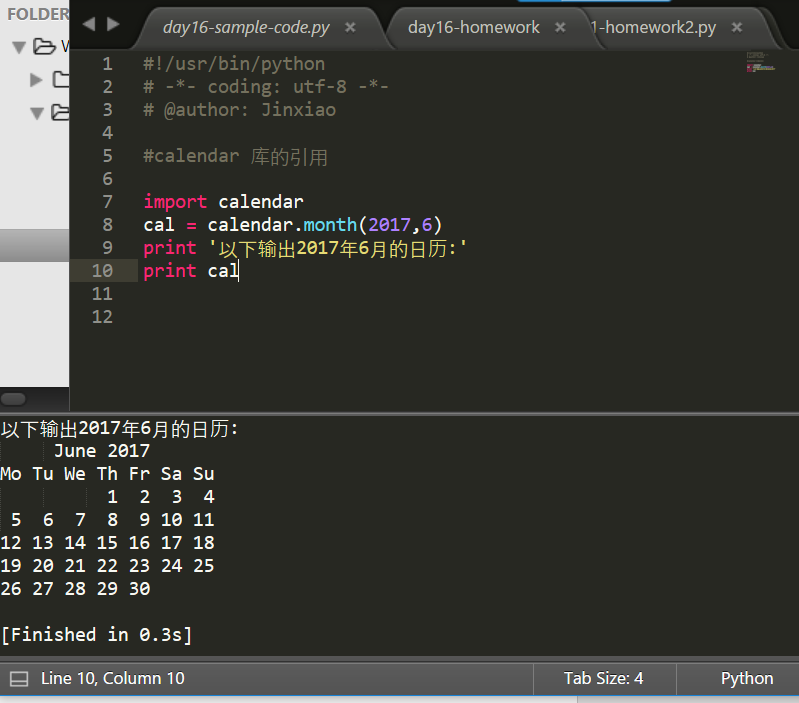 FOLDER
day16-sample-code.py × day16-homework × 1-homework2.py ×
W
1 #!/usr/bin/python
2 # -*- coding: utf-8 -*-
3 # @author: Jinxiao
4
5 #calendar 库的引用
6
7 import calendar
8 cal = calendar.month(2017,6)
9 print '以下输出2017年6月的日历:'
10 print cal
11
12
以下输出2017年6月的日历:
June 2017
Mo Tu We Th Fr Sa Su
1 2 3 4
5 6 7 8 9 10 11
12 13 14 15 16 17 18
19 20 21 22 23 24 25
26 27 28 29 30
[Finished in 0.3s]
Line 10, Column 10 Tab Size: 4 Python